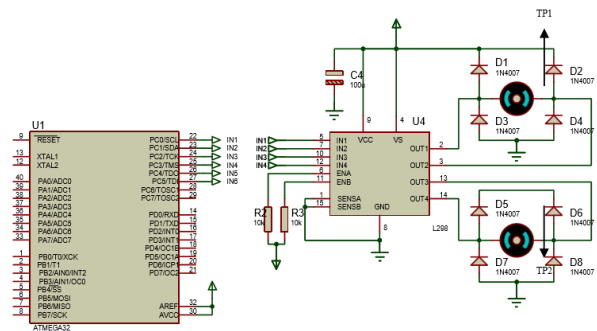 TP1
D1
1N4007
D2
1N4007
C4
100u
U1
U4
9
RESET
13
XTAL1
12
XTAL2
40
PA0/ADC0
39
PA1/ADC1
38
PA2/ADC2
37
PA3/ADC3
36
PA4/ADC4
35
PA5/ADC5
34
PA6/ADC6
33
PA7/ADC7
1
PB0/T0/XCK
2
PB1/T1
3
PB2/AIN0/INT2
4
PB3/AIN1/OC0
5
PB4/SS
6
PB5/MOSI
7
PB6/MISO
8
PB7/SCK
PC0/SCL
22
IN1
PC1/SDA
23
IN2
PC2/TCK
24
IN3
PC3/TMS
25
IN4
PC4/TDO
26
IN5
PC5/TDI
27
IN6
PC6/TOSC1
28
PC7/TOSC2
29
PD0/RXD
14
PD1/TXD
15
PD2/INT0
16
PD3/INT1
17
PD4/OC1B
18
PD5/OC1A
19
PD6/ICP1
20
PD7/OC2
21
AREF
32
AVCC
30
ATMEGA32
IN1
5
IN1
IN2
7
IN2
IN3
10
IN3
IN4
12
IN4
6
ENA
11
ENB
1
SENSA
15
SENSB
9
VCC
4
VS
GND
8
OUT1
2
OUT2
3
OUT3
13
OUT4
14
L298
R2
10k
R3
10k
D3
1N4007
D4
1N4007
D5
1N4007
D6
1N4007
D7
1N4007
D8
1N4007
TP2